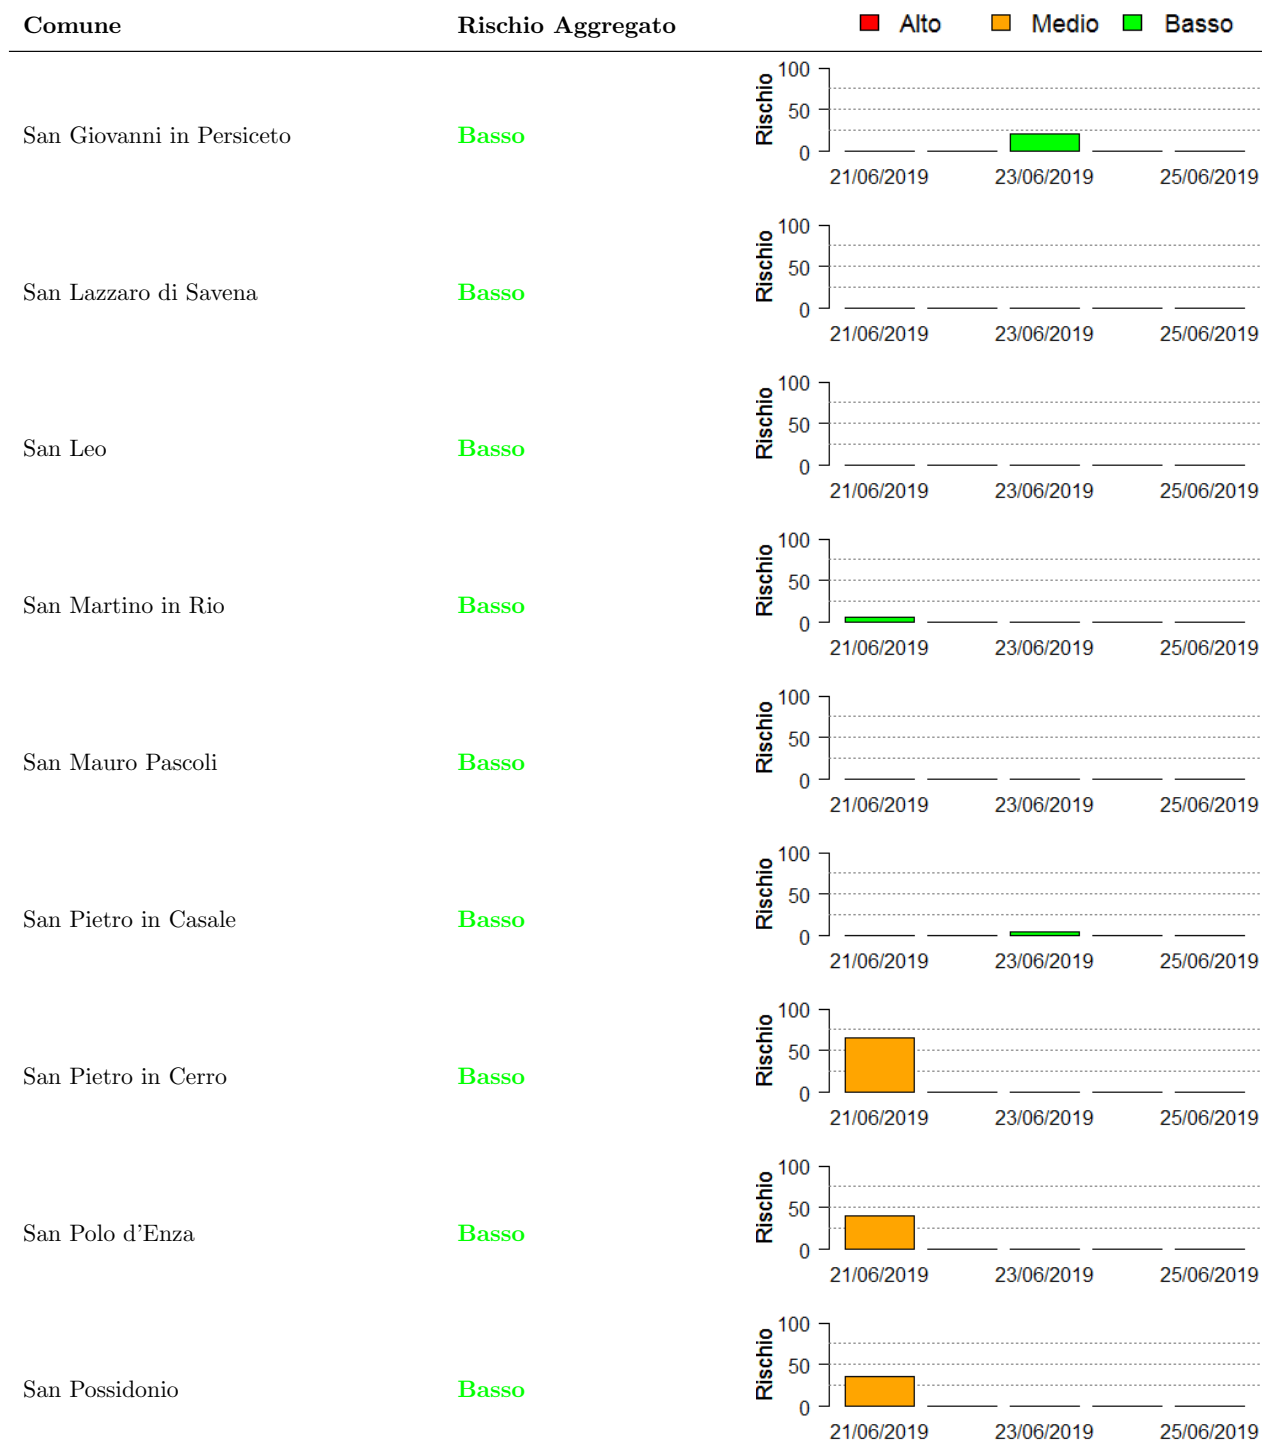 Comune Rischio Aggregato Alto Medio Basso
100
50
0
Rischio
San Giovanni in Persiceto Basso
21/06/2019 23/06/2019 25/06/2019
100
50
0
Rischio
San Lazzaro di Savena Basso
21/06/2019 23/06/2019 25/06/2019
100
50
0
Rischio
San Leo Basso
21/06/2019 23/06/2019 25/06/2019
100
50
0
Rischio
San Martino in Rio Basso
21/06/2019 23/06/2019 25/06/2019
100
50
0
Rischio
San Mauro Pascoli Basso
21/06/2019 23/06/2019 25/06/2019
100
50
0
Rischio
San Pietro in Casale Basso
21/06/2019 23/06/2019 25/06/2019
100
50
0
Rischio
San Pietro in Cerro Basso
21/06/2019 23/06/2019 25/06/2019
100
50
0
Rischio
San Polo d'Enza Basso
21/06/2019 23/06/2019 25/06/2019
100
50
0
Rischio
San Possidonio Basso
21/06/2019 23/06/2019 25/06/2019